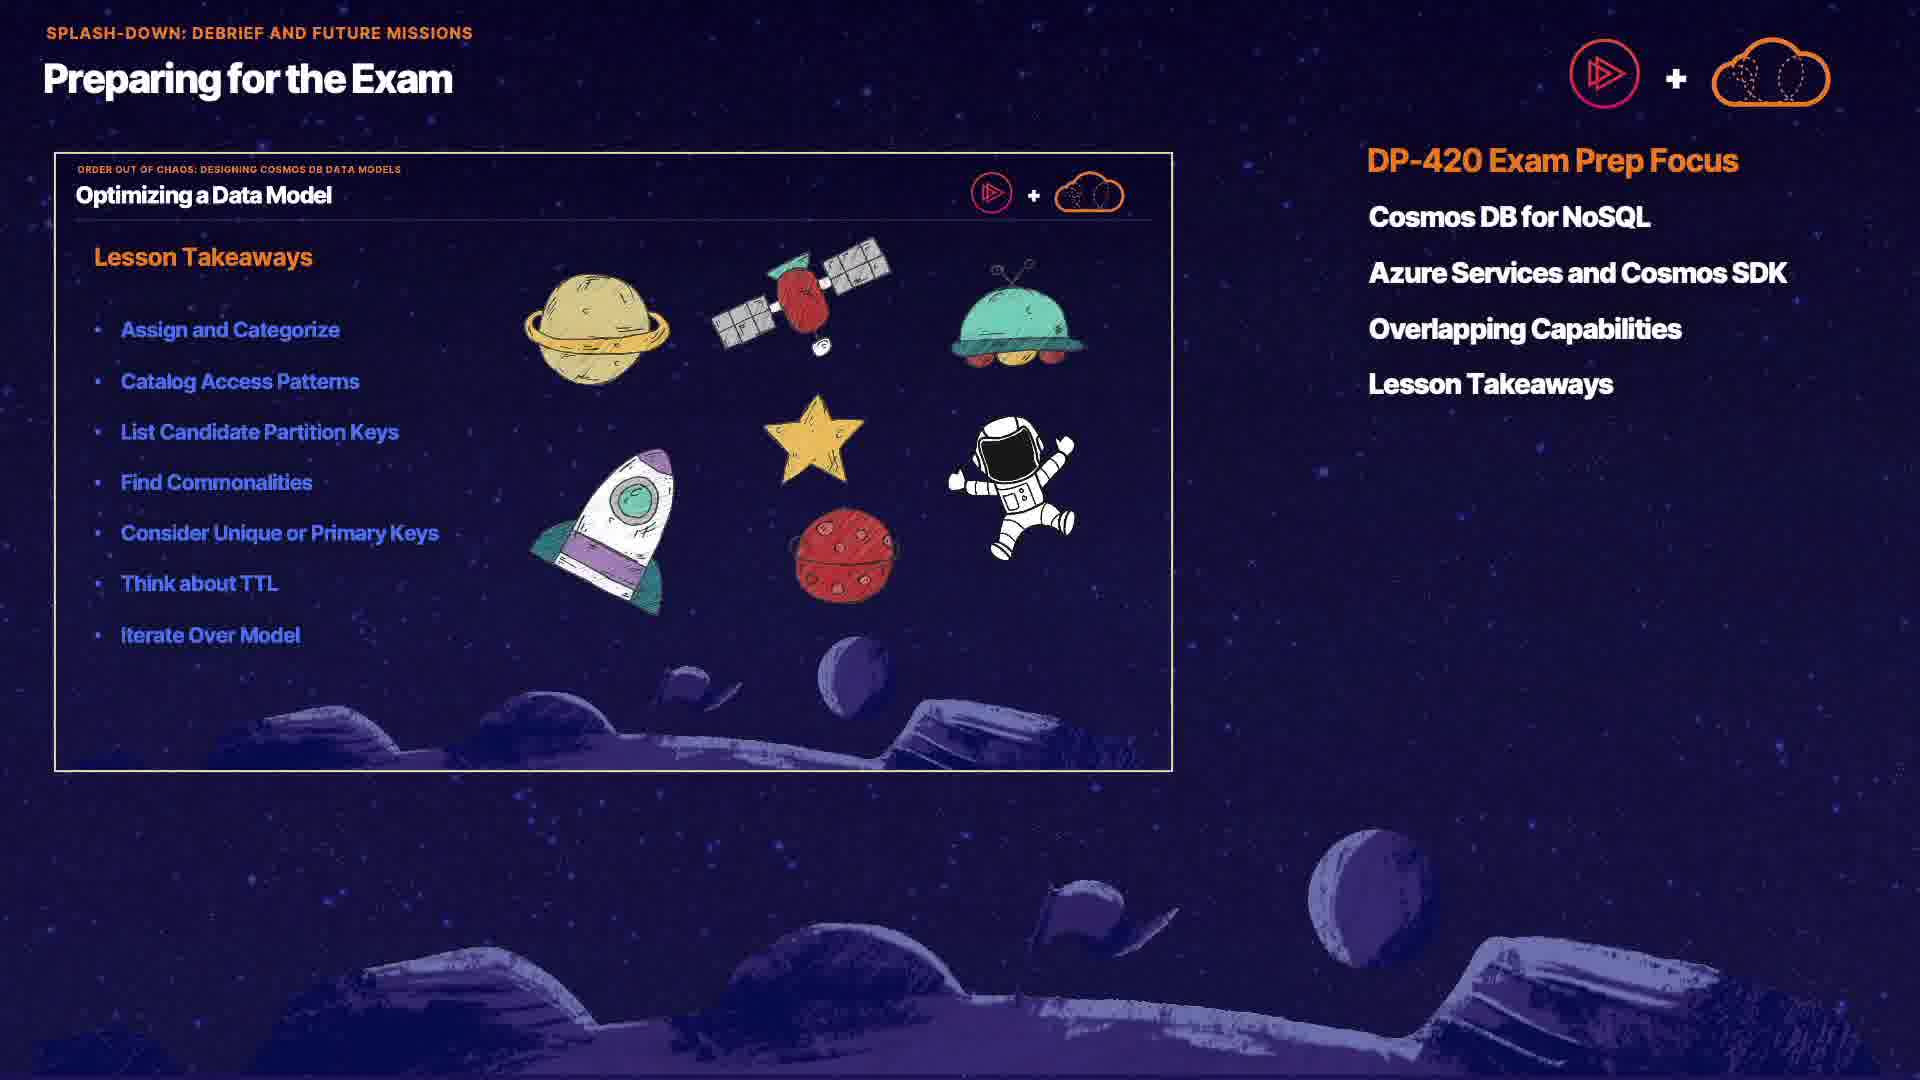 SPLASH-DOWN: DEBRIEF AND FUTURE MISSIONS
Preparing for the Exam
ORDER OUT OF CHAOS: DESIGNING COSMOS DB DATA MODELS
Optimizing a Data Model
Lesson Takeaways
• Assign and Categorize
• Catalog Access Patterns
• List Candidate Partition Keys
• Find Commonalities
• Consider Unique or Primary Keys
• Think about TTL
• Iterate Over Model
DP-420 Exam Prep Focus
Cosmos DB for NoSQL
Azure Services and Cosmos SDK
Overlapping Capabilities
Lesson Takeaways